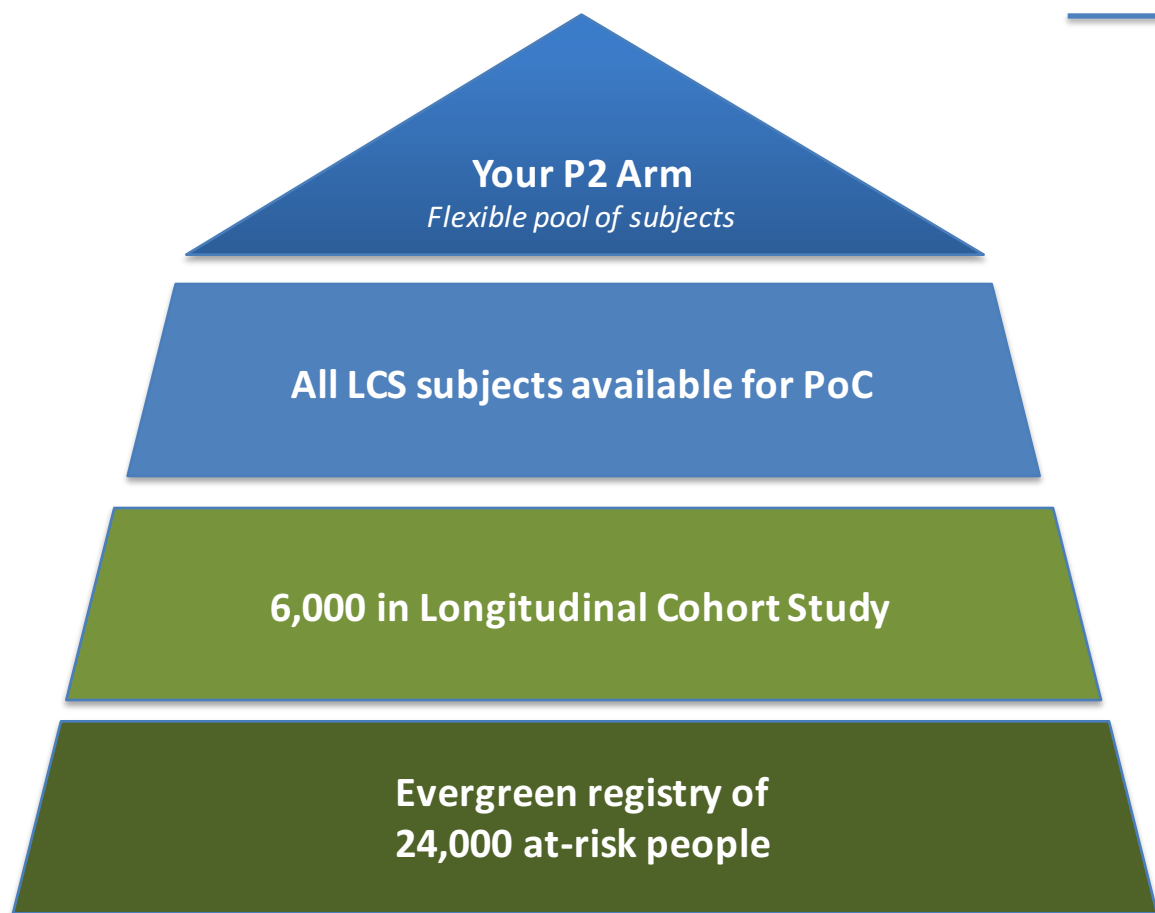 Your P2 Arm
Flexible pool of subjects
All LCS subjects available for PoC
6,000 in Longitudinal Cohort Study
Evergreen registry of
24,000 at-risk people